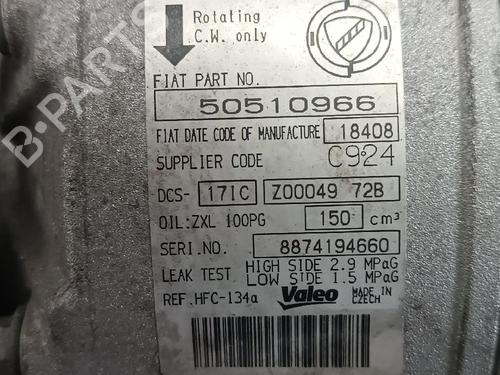 Rotating
C.W. only
FIAT PART NO.
50510966
FIAT DATE CODE OF MANUFACTURE 18408
SUPPLIER CODE C924
DCS- 171C Z00049 72B
OIL:ZXL 100PG 150 cm³
SERI.NO. 8874194660
LEAK TEST HIGH SIDE 2.9 MPaG
LOW SIDE 1.5 MPaG
REF.HFC-134a Valeo MADE IN CZECH
B-PARTS